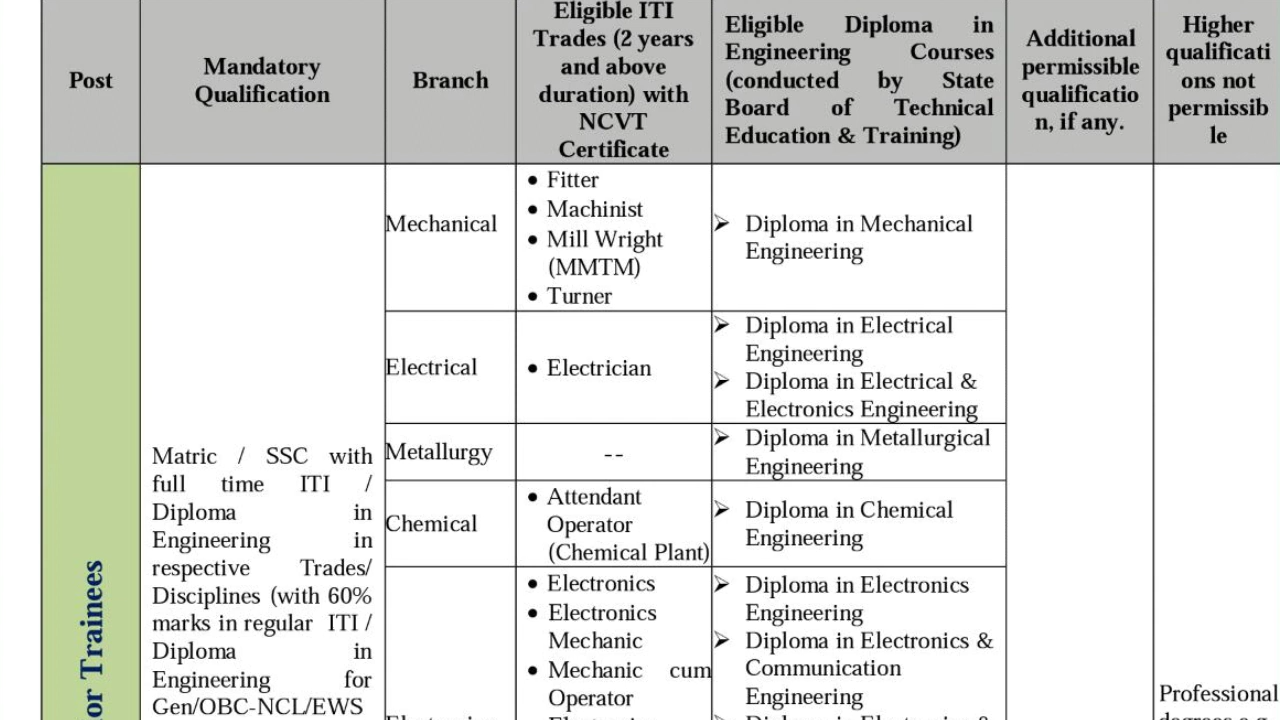 Post
Mandatory
Qualification
Branch
Eligible ITI
Trades (2 years
and above
duration) with
NCVT
Certificate
Eligible Diploma in
Engineering Courses
(conducted by State
Board of Technical
Education & Training)
Additional
permissible
qualificatio
n, if any.
Higher
qualificati
ons not
permissib
le
or Trainees
Matric / SSC with
full time ITI /
Diploma in
Engineering in
respective Trades/
Disciplines (with 60%
marks in regular ITI /
Diploma in
Engineering for
Gen/OBC-NCL/EWS
Mechanical
• Fitter
• Machinist
• Mill Wright
(MMTM)
• Turner
➢ Diploma in Mechanical
Engineering
Electrical
• Electrician
➢ Diploma in Electrical
Engineering
➢ Diploma in Electrical &
Electronics Engineering
Metallurgy
--
➢ Diploma in Metallurgical
Engineering
Chemical
• Attendant
Operator
(Chemical Plant)
➢ Diploma in Chemical
Engineering
• Electronics
• Electronics
Mechanic
• Mechanic cum
Operator
➢ Diploma in Electronics
Engineering
➢ Diploma in Electronics &
Communication
Engineering
Professional